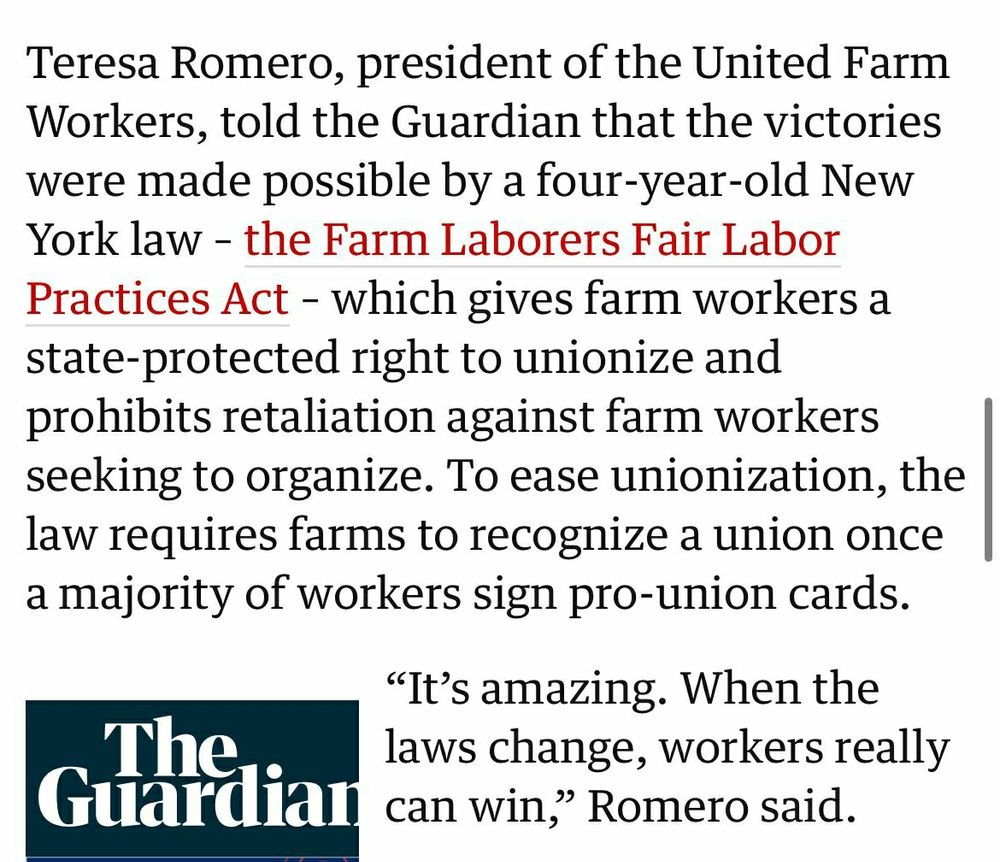 Teresa Romero, president of the United Farm
Workers, told the Guardian that the victories
were made possible by a four-year-old New
York law – the Farm Laborers Fair Labor
Practices Act – which gives farm workers a
state-protected right to unionize and
prohibits retaliation against farm workers
seeking to organize. To ease unionization, the
law requires farms to recognize a union once
a majority of workers sign pro-union cards.
“It’s amazing. When the
laws change, workers really
can win,” Romero said.
The
Guardian